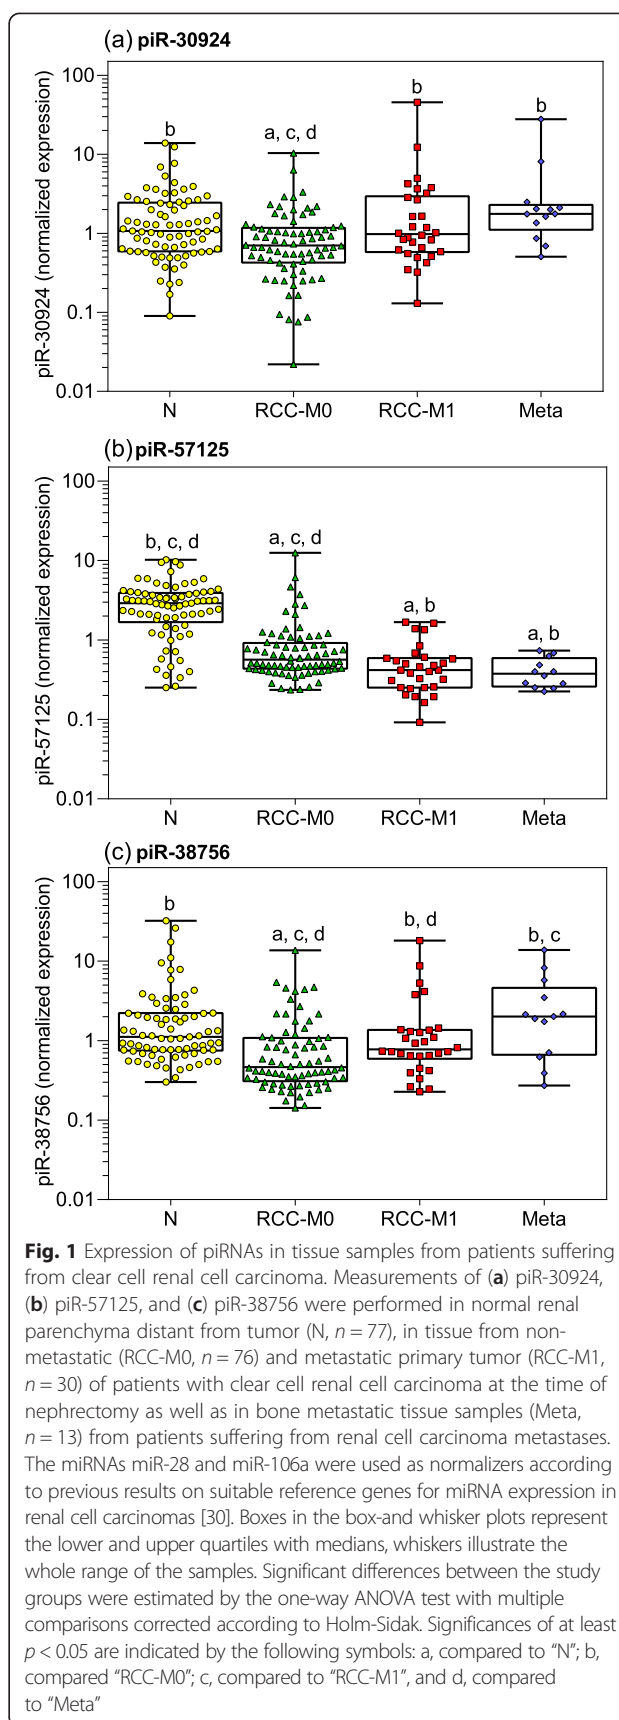 (a) piR-30924
piR-30924 (normalized expression)
100
10
1
0.1
0.01
b
a, c, d
b
b
N
RCC-M0
RCC-M1
Meta
(b) piR-57125
piR-57125 (normalized expression)
100
10
1
0.1
0.01
b, c, d
a, c, d
a, b
a, b
N
RCC-M0
RCC-M1
Meta
(c) piR-38756
piR-38756 (normalized expression)
100
10
1
0.1
0.01
b
a, c, d
b, d
b, c
N
RCC-M0
RCC-M1
Meta
Fig. 1 Expression of piRNAs in tissue samples from patients suffering
from clear cell renal cell carcinoma. Measurements of (a) piR-30924,
(b) piR-57125, and (c) piR-38756 were performed in normal renal
parenchyma distant from tumor (N, n = 77), in tissue from non-
metastatic (RCC-M0, n = 76) and metastatic primary tumor (RCC-M1,
n = 30) of patients with clear cell renal cell carcinoma at the time of
nephrectomy as well as in bone metastatic tissue samples (Meta,
n = 13) from patients suffering from renal cell carcinoma metastases.
The miRNAs miR-28 and miR-106a were used as normalizers according
to previous results on suitable reference genes for miRNA expression in
renal cell carcinomas [30]. Boxes in the box-and whisker plots represent
the lower and upper quartiles with medians, whiskers illustrate the
whole range of the samples. Significant differences between the study
groups were estimated by the one-way ANOVA test with multiple
comparisons corrected according to Holm-Sidak. Significances of at least
p < 0.05 are indicated by the following symbols: a, compared to “N”; b,
compared “RCC-M0”; c, compared to “RCC-M1”, and d, compared
to “Meta”